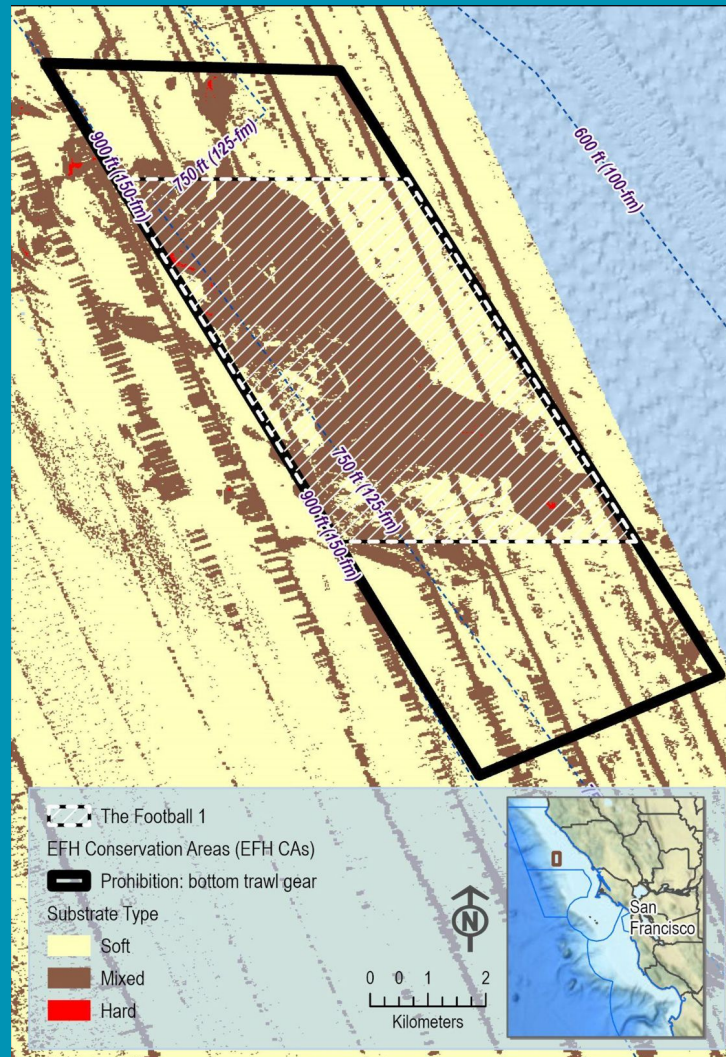 900 ft (150-fm)
750 ft (125-fm)
600 ft (100-fm)
750 ft (125-fm)
900 ft (150-fm)
The Football 1
EFH Conservation Areas (EFH CAs)
Prohibition: bottom trawl gear
Substrate Type
Soft
Mixed
Hard
N
0 0 1 2
Kilometers
San
Francisco